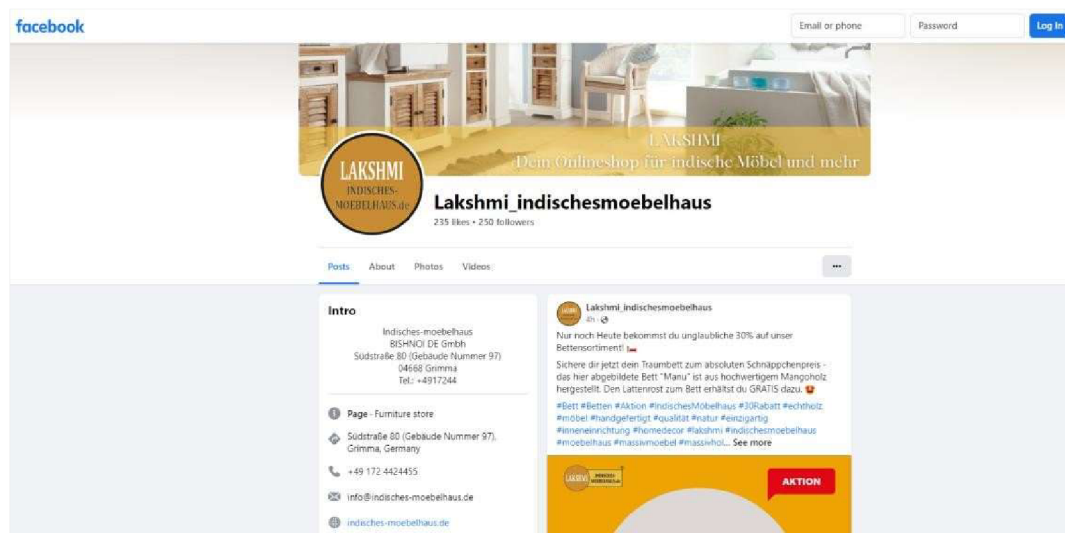 facebook
Email or phone
Password
Log In
LAKSHMI
Dein Onlineshop für indische Möbel und mehr
LAKSHMI
INDISCHES-
MOEBELHAUS.de
Lakshmi_indischesmoebelhaus
235 likes • 250 followers
Posts About Photos Videos
Intro
Indisches-moebelhaus
BISHNOI DE Gmbh
Südstraße 80 (Gebäude Nummer 97)
04668 Grimma
Tel.: +4917244
Page · Furniture store
Südstraße 80 (Gebäude Nummer 97),
Grimma, Germany
+49 172 4424455
info@indisches-moebelhaus.de
indisches-moebelhaus.de
Lakshmi_indischesmoebelhaus
4h ·
Nur noch Heute bekommst du unglaubliche 30% auf unser
Bettensortiment!
Sichere dir jetzt dein Traumbett zum absoluten Schnäppchenpreis -
das hier abgebildete Bett "Manu" ist aus hochwertigem Mangoholz
hergestellt. Den Lattenrost zum Bett erhältst du GRATIS dazu.
#Bett #Betten #Aktion #IndischesMöbelhaus #30Rabatt #echtholz
#möbel #handgefertigt #qualität #natur #einzigartig
#inneneinrichtung #homedecor #lakshmi #indischesmoebelhaus
#moebelhaus #massivmoebel #massivhol... See more
LAKSHMI
AKTION